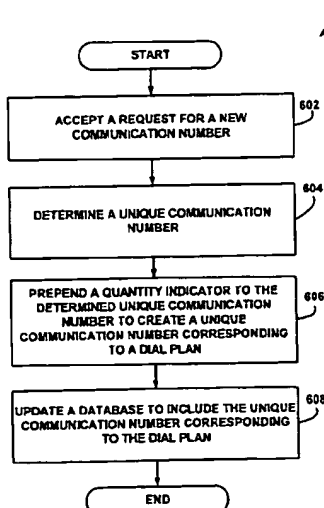 START
ACCEPT A REQUEST FOR A NEW
COMMUNICATION NUMBER
602
DETERMINE A UNIQUE COMMUNICATION
NUMBER
604
PREPEND A QUANTITY INDICATOR TO THE
DETERMINED UNIQUE COMMUNICATION
NUMBER TO CREATE A UNIQUE
COMMUNICATION NUMBER CORRESPONDING
TO A DIAL PLAN
606
UPDATE A DATABASE TO INCLUDE THE UNIQUE
COMMUNICATION NUMBER CORRESPONDING
TO THE DIAL PLAN
608
END